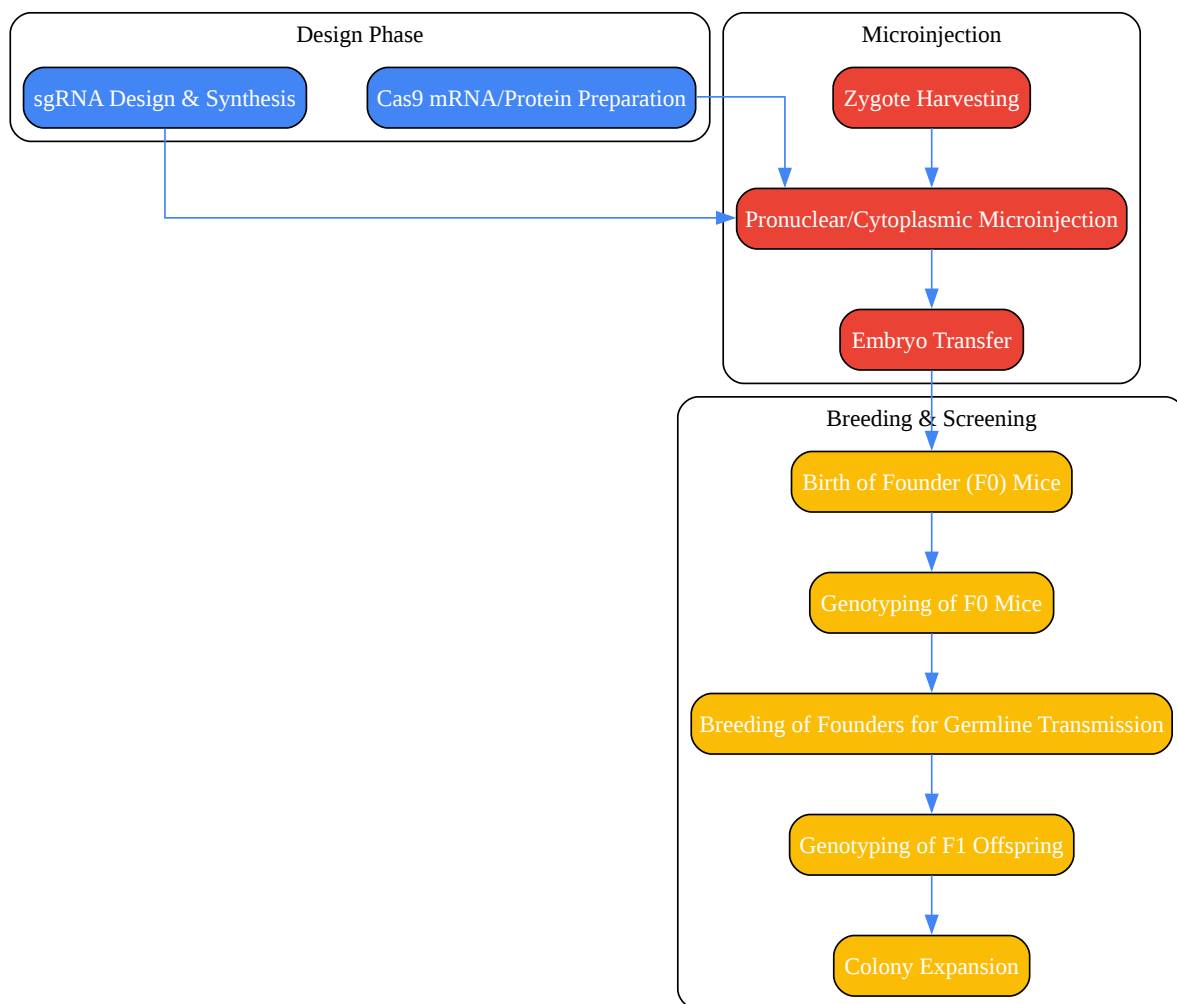 Design Phase
sgRNA Design & Synthesis
Cas9 mRNA/Protein Preparation
Microinjection
Zygote Harvesting
Pronuclear/Cytoplasmic Microinjection
Embryo Transfer
Breeding & Screening
Birth of Founder (F0) Mice
Genotyping of F0 Mice
Breeding of Founders for Germline Transmission
Genotyping of F1 Offspring
Colony Expansion